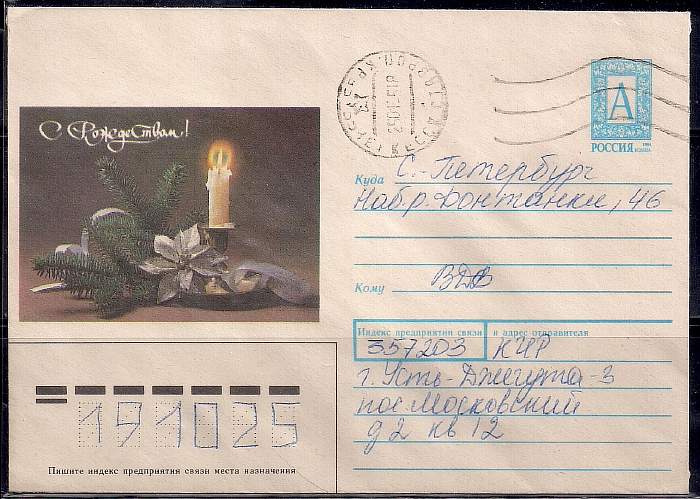 С Рождеством!
А
РОССИЯ
Куда С.-Петербург
Наб.р.Фонтанки, 46
Кому ВДВ
Индекс предприятия связи и адрес отправителя
357203 КЧР
г. Усть-Джегута-3
пос. Московский
д 2 кв 12
191025
Пишите индекс предприятия связи места назначения